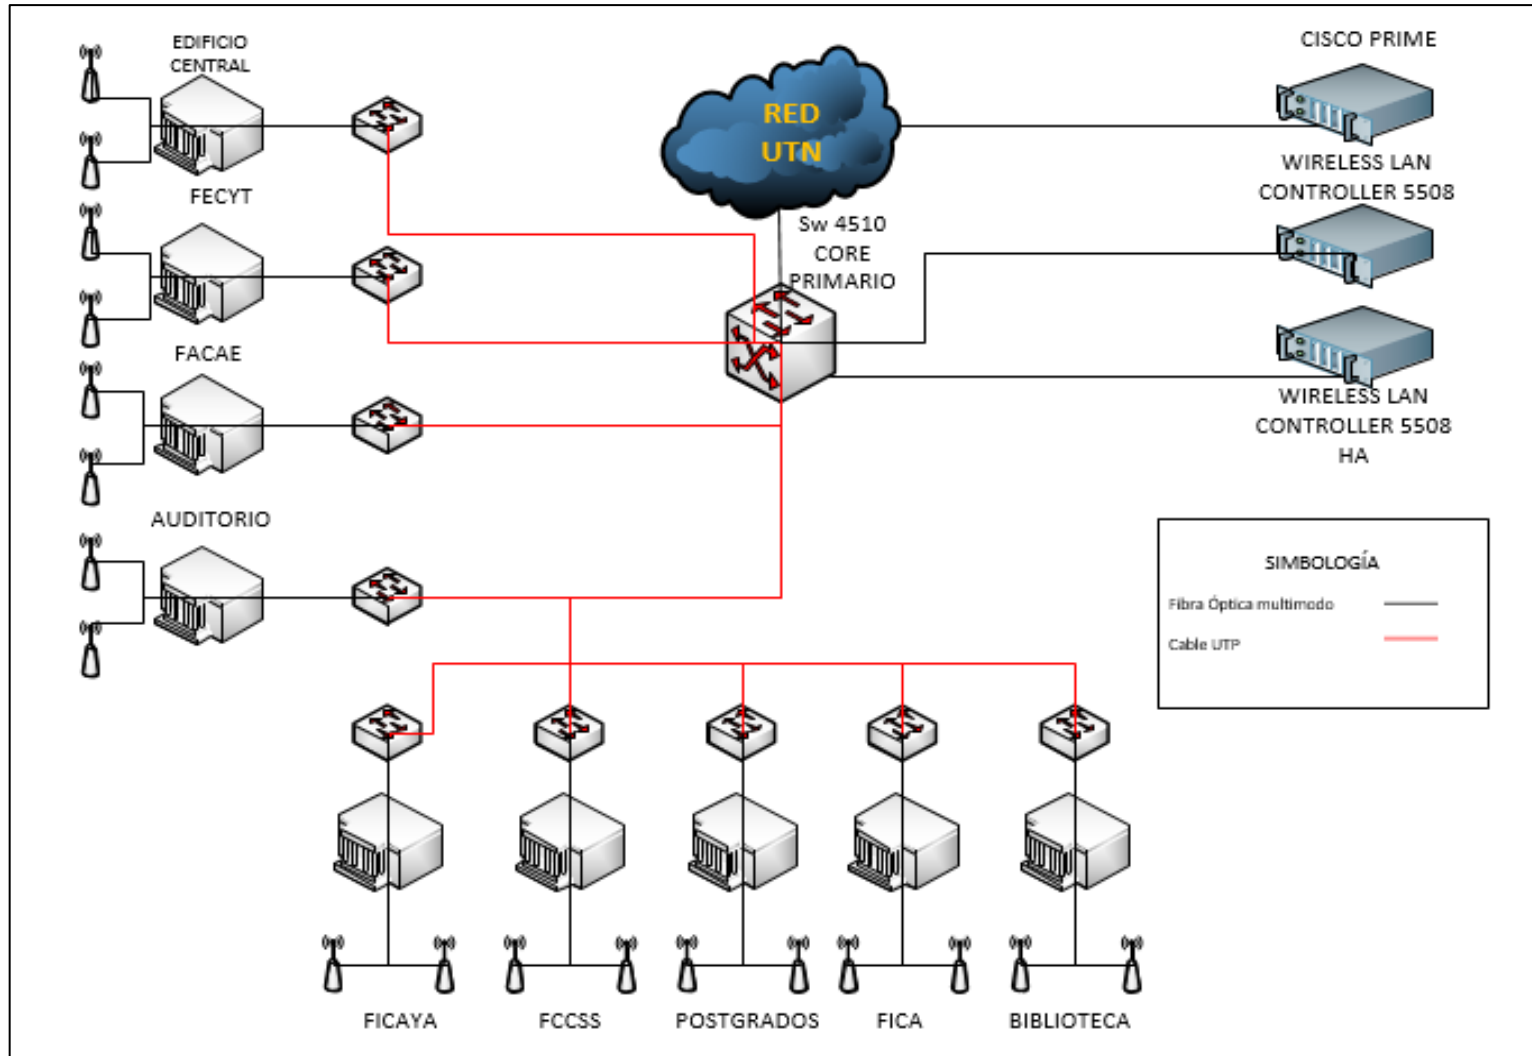 EDIFICIO
CENTRAL
FECYT
FACAE
AUDITORIO
RED
UTN
Sw 4510
CORE
PRIMARIO
CISCO PRIME
WIRELESS LAN
CONTROLLER 5508
WIRELESS LAN
CONTROLLER 5508
HA
SIMBOLOGÍA
Fibra Óptica multimodo
Cable UTP
FICAYA
FCCSS
POSTGRADOS
FICA
BIBLIOTECA